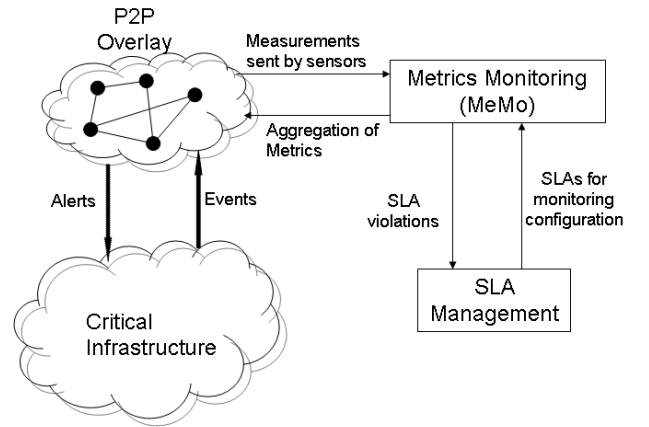 P2P
Overlay
Measurements
sent by sensors
Metrics Monitoring
(MeMo)
Aggregation of
Metrics
Alerts
Events
SLA
violations
SLAs for
monitoring
configuration
SLA
Management
Critical
Infrastructure